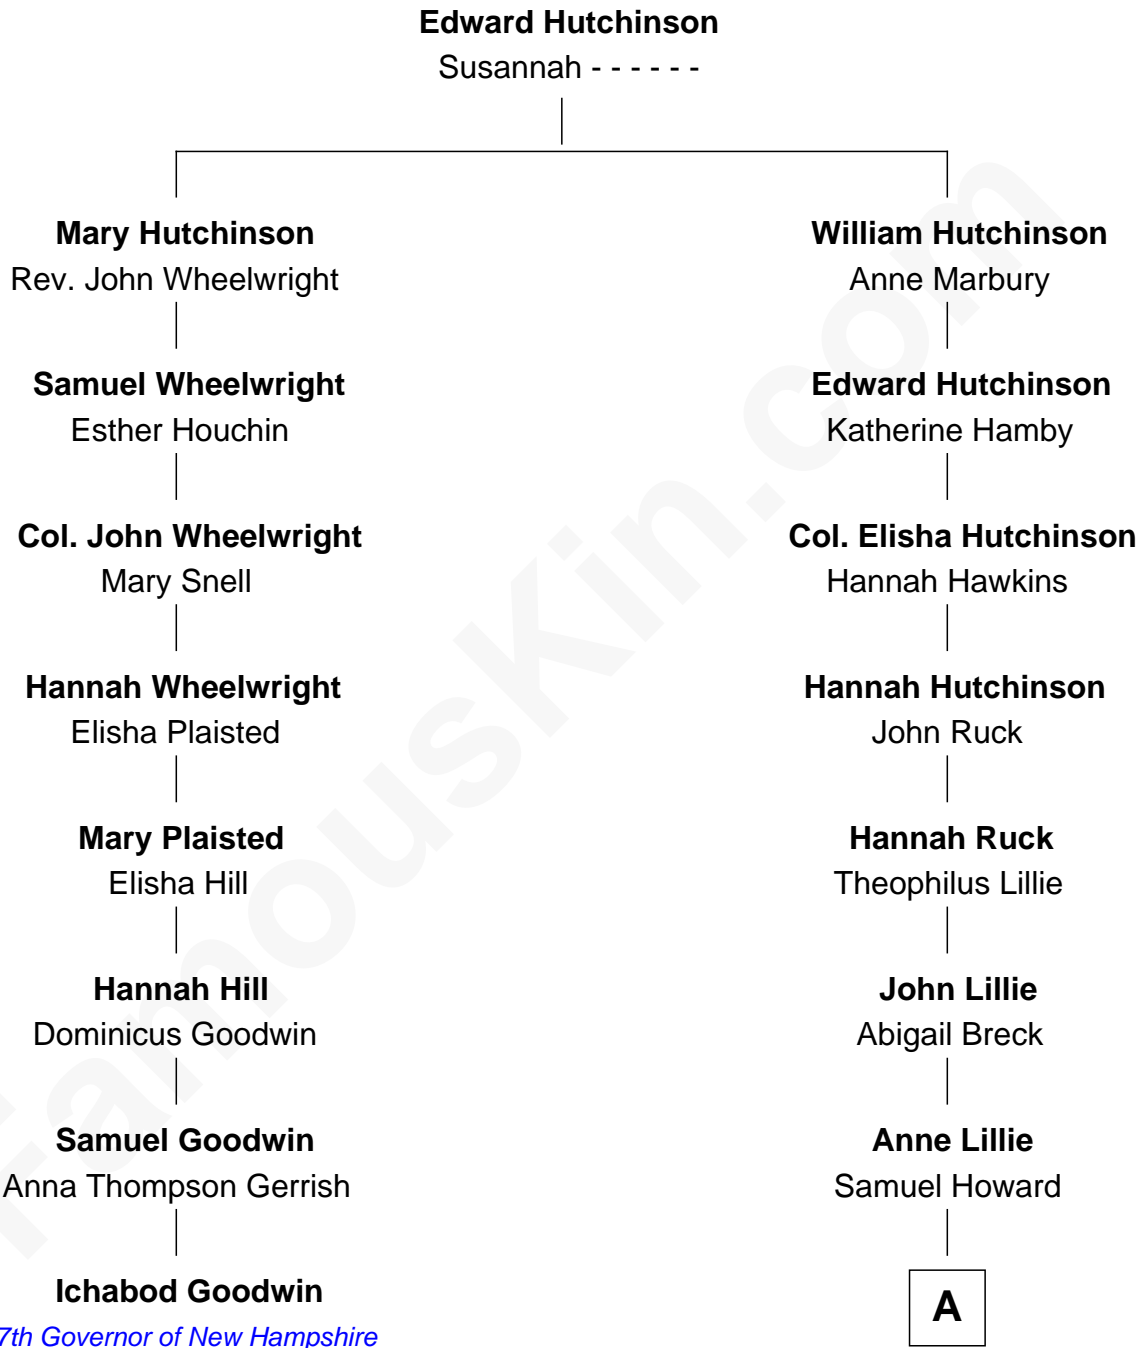 Edward Hutchinson
Susannah - - - - - -
Mary Hutchinson
Rev. John Wheelwright
William Hutchinson
Anne Marbury
Samuel Wheelwright
Esther Houchin
Edward Hutchinson
Katherine Hamby
Col. John Wheelwright
Mary Snell
Col. Elisha Hutchinson
Hannah Hawkins
Hannah Wheelwright
Elisha Plaisted
Hannah Hutchinson
John Ruck
Mary Plaisted
Elisha Hill
Hannah Ruck
Theophilus Lillie
Hannah Hill
Dominicus Goodwin
John Lillie
Abigail Breck
Samuel Goodwin
Anna Thompson Gerrish
Anne Lillie
Samuel Howard
Ichabod Goodwin
7th Governor of New Hampshire
A
FamousKin.com